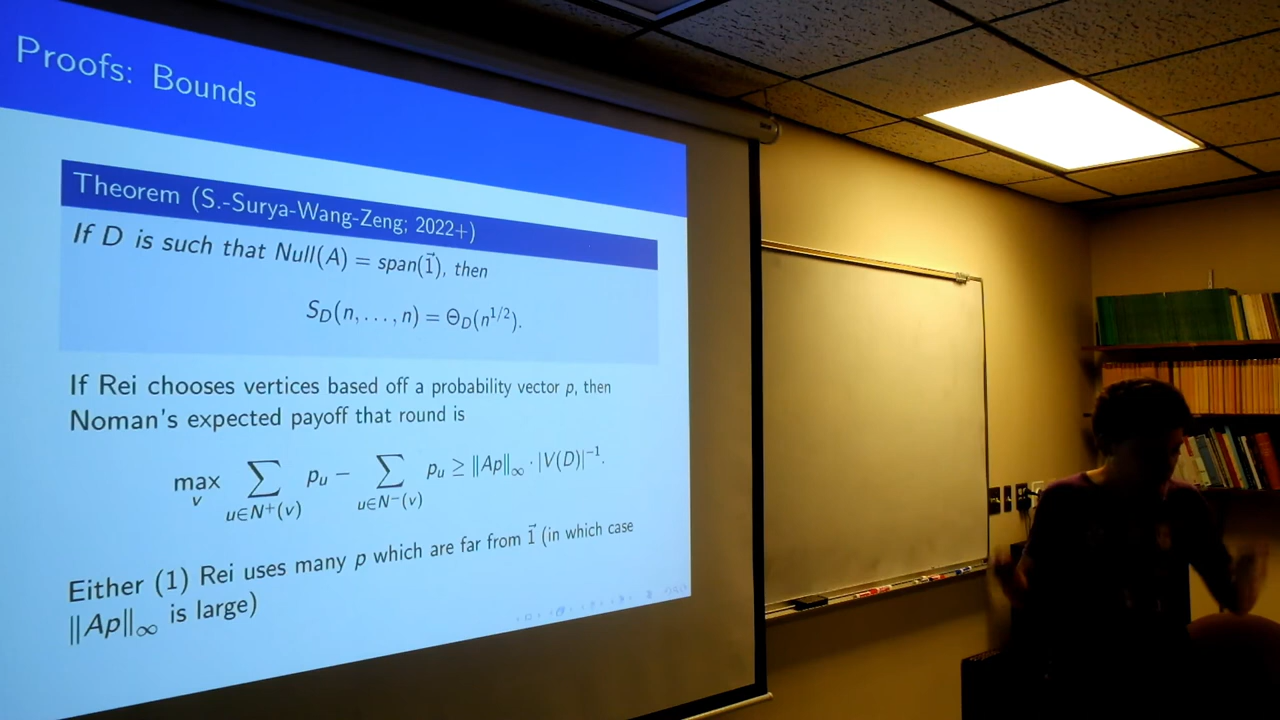 Proofs: Bounds
Theorem (S.-Surya-Wang-Zeng; 2022+)
If D is such that Null(A) = span(1⃗), then
S_D(n, . . . , n) = Θ_D(n^{1/2}).
If Rei chooses vertices based off a probability vector p, then
Noman's expected payoff that round is
max_v ∑_{u∈N^+(v)} p_u − ∑_{u∈N^−(v)} p_u ≥ ‖Ap‖_∞ · |V(D)|^{−1}.
Either (1) Rei uses many p which are far from 1⃗ (in which case
‖Ap‖_∞ is large)